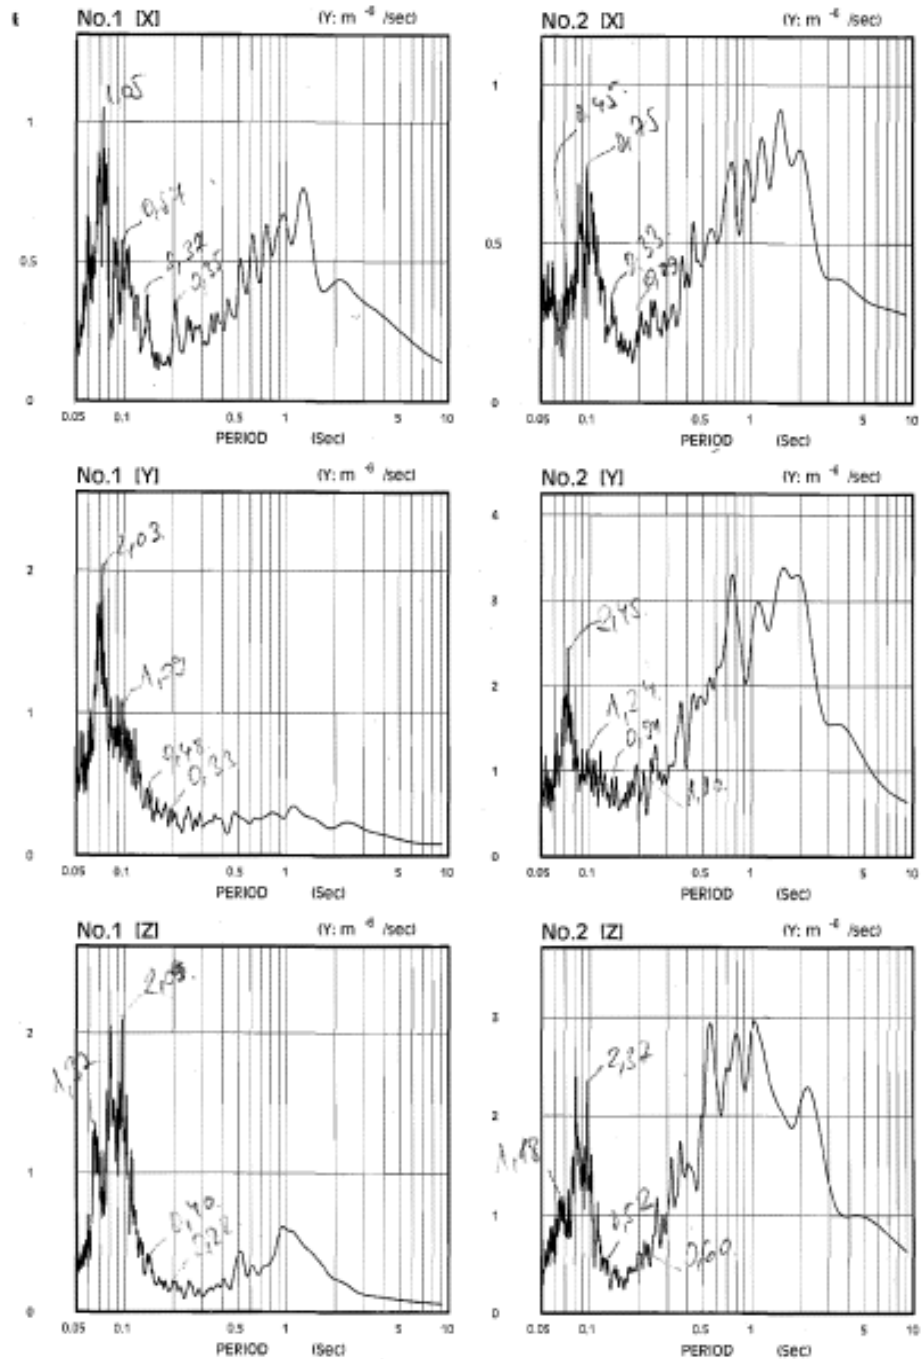 No.1 [X] (Y: m -6 /sec)
1,05
1
0.5
0
0.05 0.1 0.5 1 5 10
PERIOD (Sec)
No.2 [X] (Y: m -6 /sec)
0,45
0,75
1
0.5
0,33
0
0.05 0.1 0.5 1 5 10
PERIOD (Sec)
No.1 [Y] (Y: m -6 /sec)
2,03
2
1,09
1
0,48
0,33
0
0.05 0.1 0.5 1 5 10
PERIOD (Sec)
No.2 [Y] (Y: m -6 /sec)
3
2,45
2
1,24
1
0
0.05 0.1 0.5 1 5 10
PERIOD (Sec)
No.1 [Z] (Y: m -6 /sec)
2
1,37
1
0,40
0,28
0
0.05 0.1 0.5 1 5 10
PERIOD (Sec)
No.2 [Z] (Y: m -6 /sec)
3
2,37
2
1,18
1
0,52
0,60
0
0.05 0.1 0.5 1 5 10
PERIOD (Sec)